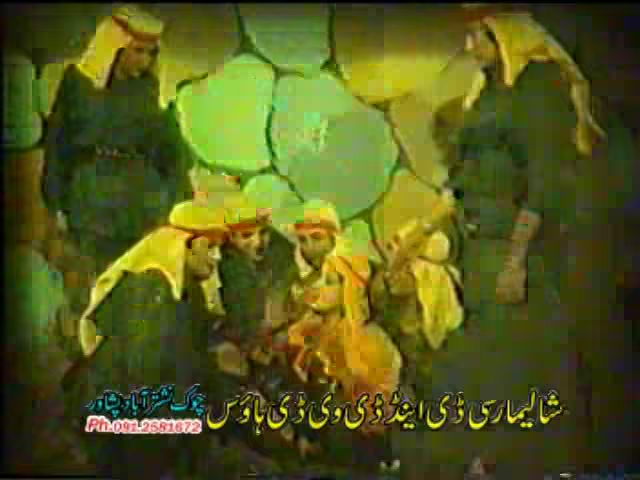 شالیمار سی ڈی اینڈ ڈی وی ڈی ہاؤس چوک نشتر آباد پشاور
Ph:091.2581672